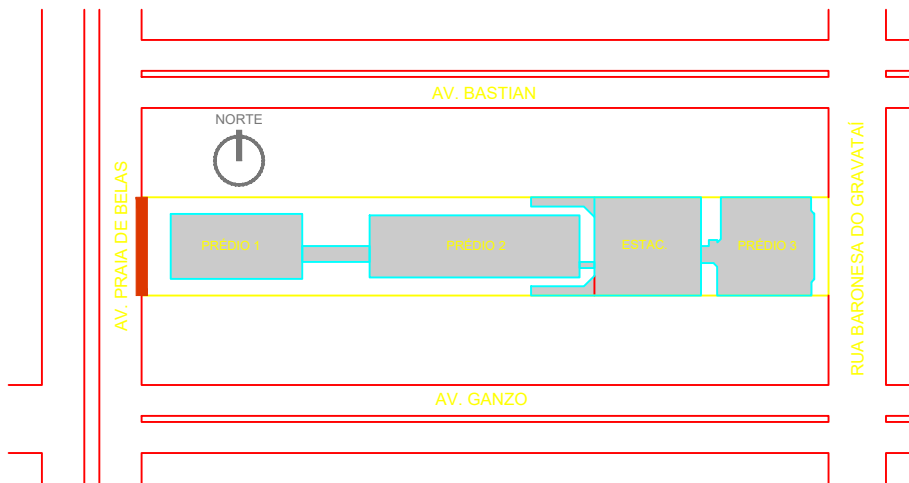 AV. BASTIAN
NORTE
AV. PRAIA DE BELAS
PRÉDIO 1
PRÉDIO 2
ESTAC.
PRÉDIO 3
RUA BARONESA DO GRAVATAÍ
AV. GANZO